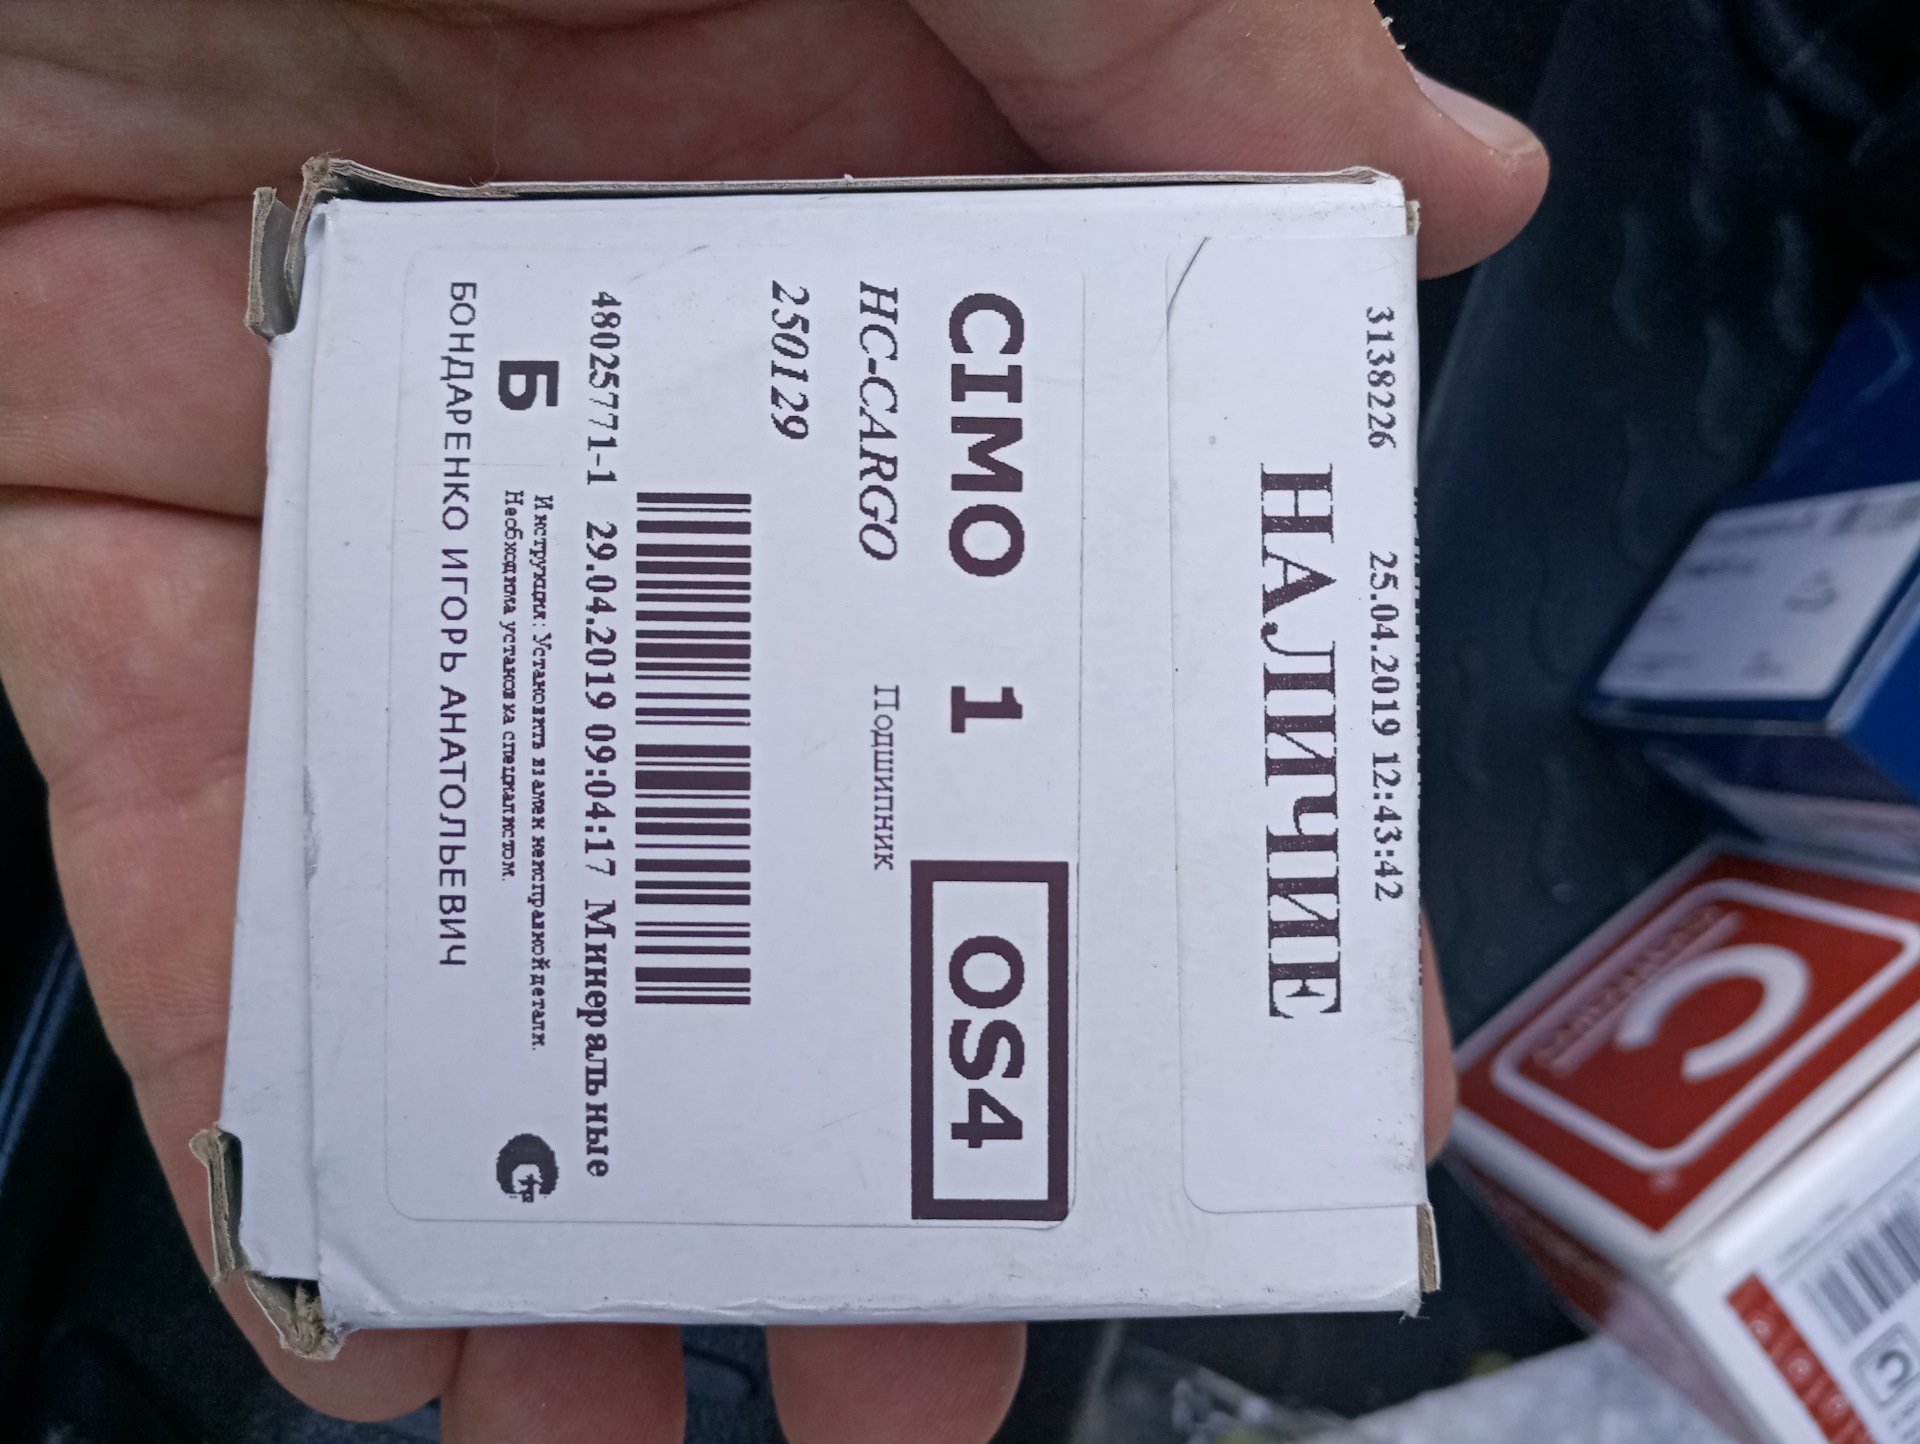 3138226 25.04.2019 12:43:42
НАЛИЧИЕ
CIMO 1 OS4
HC-CARGO Подшипник
250129
48025771-1 29.04.2019 09:04:17 Минеральные
Б
Инструкция: Установить взамен неисправной детали.
Необходима установка специалистом.
БОНДАРЕНКО ИГОРЬ АНАТОЛЬЕВИЧ